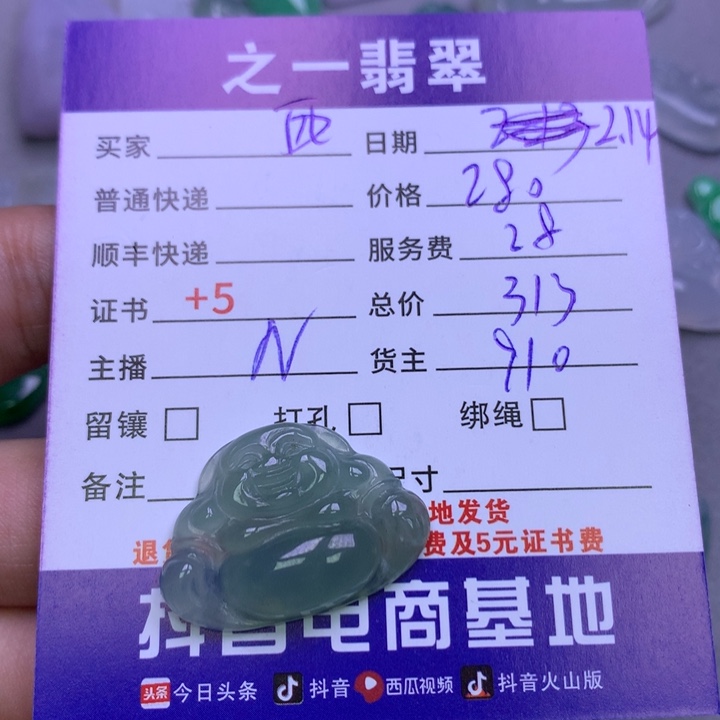 之一翡翠
买家 西 日期 2.14
普通快递 价格 280
顺丰快递 服务费 28
证书 +5 总价 313
主播 N 货主 910
留镶 打孔 绑绳
备注 寸
地发货
退 费及5元证书费
抖音电商基地
头条 今日头条 抖音 西瓜视频 抖音火山版